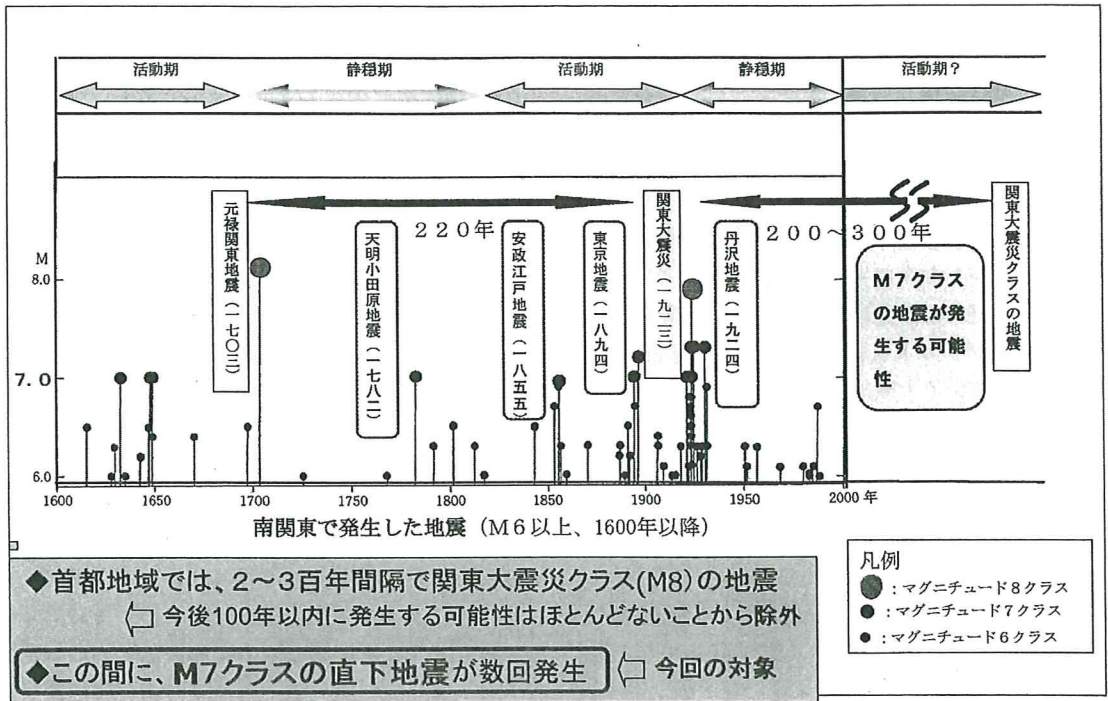 活動期
静穏期
活動期
静穏期
活動期？
元禄関東地震（一七〇三）
220年
関東大震災（一九二三）
200～300年
関東大震災クラスの地震
天明小田原地震（一七八二）
安政江戸地震（一八五五）
東京地震（一八九四）
丹沢地震（一九二四）
M7クラス
の地震が発
生する可能
性
M
8.0
7.0
6.0
1600
1650
1700
1750
1800
1850
1900
1950
2000 年
南関東で発生した地震（M6以上、1600年以降）
凡例
：マグニチュード8クラス
：マグニチュード7クラス
：マグニチュード6クラス
◆首都地域では、2～3百年間隔で関東大震災クラス(M8)の地震
今後100年以内に発生する可能性はほとんどないことから除外
◆この間に、M7クラスの直下地震が数回発生
今回の対象